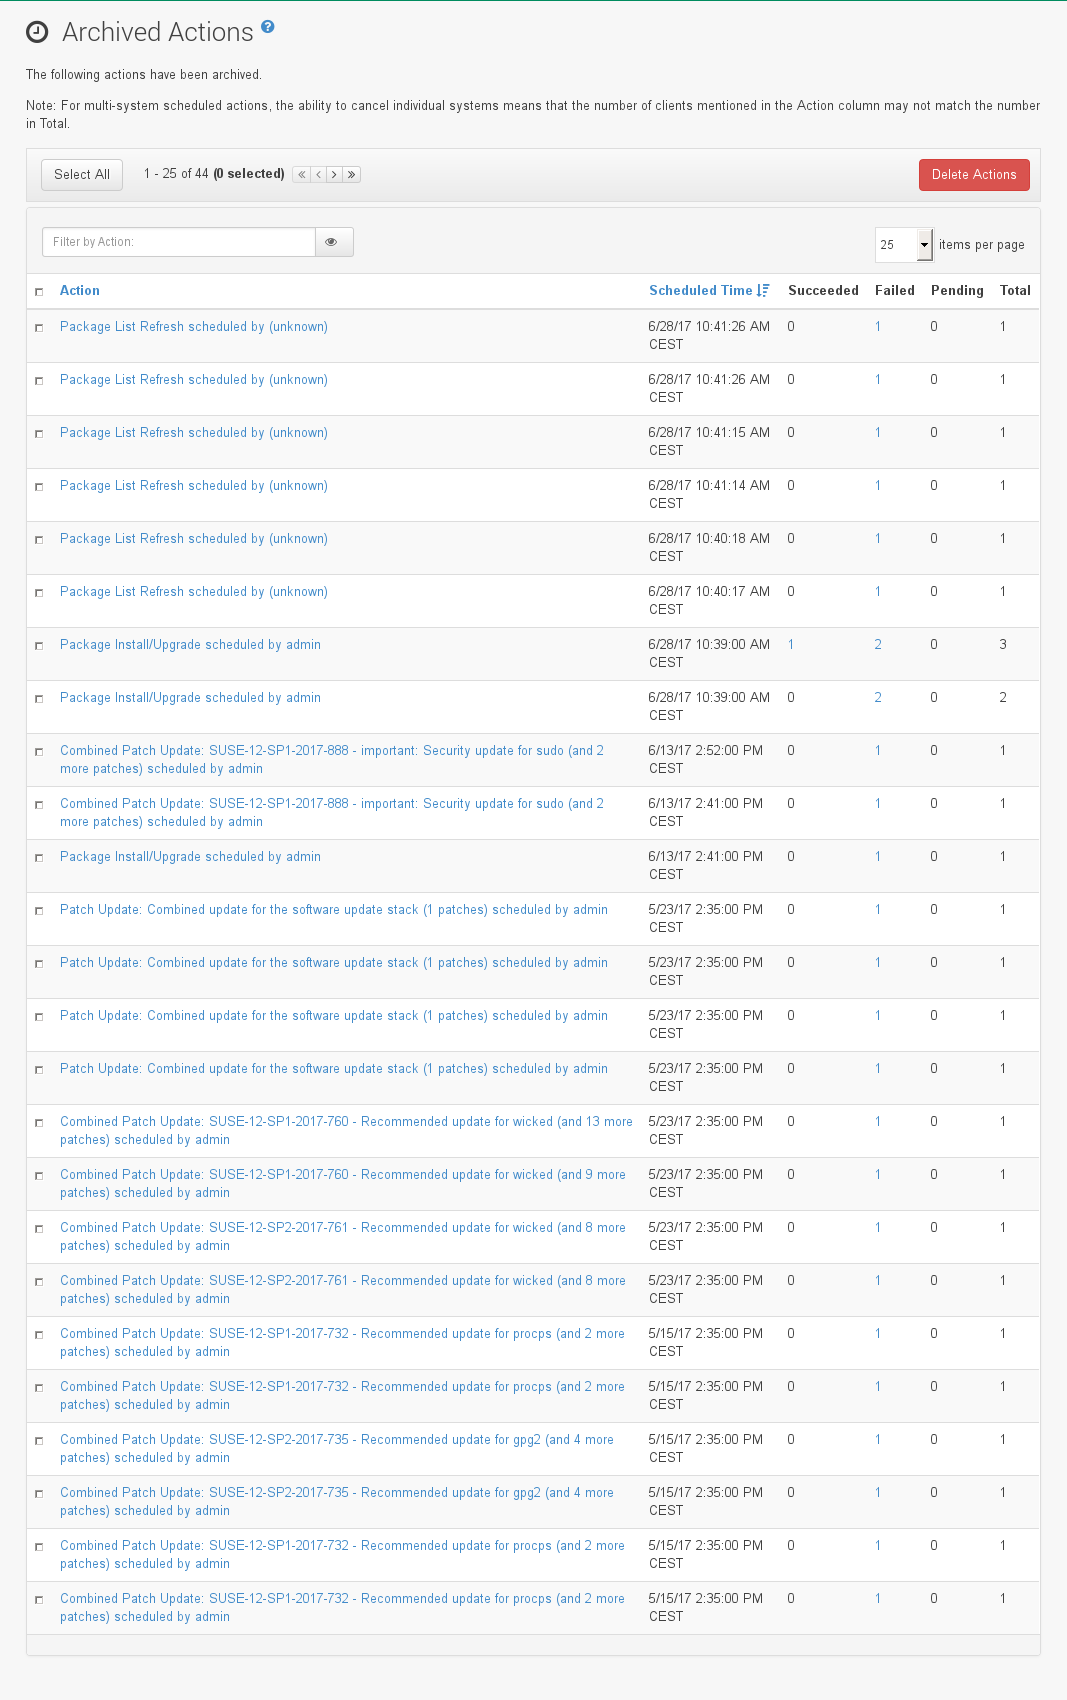 Archived Actions
The following actions have been archived.
Note: For multi-system scheduled actions, the ability to cancel individual systems means that the number of clients mentioned in the Action column may not match the number
in Total.
Select All 1 - 25 of 44 (0 selected) « ‹ › » Delete Actions
Filter by Action: 25 items per page
Action Scheduled Time Succeeded Failed Pending Total
Package List Refresh scheduled by (unknown) 6/28/17 10:41:26 AM 0 1 0 1
CEST
Package List Refresh scheduled by (unknown) 6/28/17 10:41:26 AM 0 1 0 1
CEST
Package List Refresh scheduled by (unknown) 6/28/17 10:41:15 AM 0 1 0 1
CEST
Package List Refresh scheduled by (unknown) 6/28/17 10:41:14 AM 0 1 0 1
CEST
Package List Refresh scheduled by (unknown) 6/28/17 10:40:18 AM 0 1 0 1
CEST
Package List Refresh scheduled by (unknown) 6/28/17 10:40:17 AM 0 1 0 1
CEST
Package Install/Upgrade scheduled by admin 6/28/17 10:39:00 AM 1 2 0 3
CEST
Package Install/Upgrade scheduled by admin 6/28/17 10:39:00 AM 0 2 0 2
CEST
Combined Patch Update: SUSE-12-SP1-2017-888 - important: Security update for sudo (and 2 6/13/17 2:52:00 PM 0 1 0 1
more patches) scheduled by admin CEST
Combined Patch Update: SUSE-12-SP1-2017-888 - important: Security update for sudo (and 2 6/13/17 2:41:00 PM 0 1 0 1
more patches) scheduled by admin CEST
Package Install/Upgrade scheduled by admin 6/13/17 2:41:00 PM 0 1 0 1
CEST
Patch Update: Combined update for the software update stack (1 patches) scheduled by admin 5/23/17 2:35:00 PM 0 1 0 1
CEST
Patch Update: Combined update for the software update stack (1 patches) scheduled by admin 5/23/17 2:35:00 PM 0 1 0 1
CEST
Patch Update: Combined update for the software update stack (1 patches) scheduled by admin 5/23/17 2:35:00 PM 0 1 0 1
CEST
Patch Update: Combined update for the software update stack (1 patches) scheduled by admin 5/23/17 2:35:00 PM 0 1 0 1
CEST
Combined Patch Update: SUSE-12-SP1-2017-760 - Recommended update for wicked (and 13 more 5/23/17 2:35:00 PM 0 1 0 1
patches) scheduled by admin CEST
Combined Patch Update: SUSE-12-SP1-2017-760 - Recommended update for wicked (and 9 more 5/23/17 2:35:00 PM 0 1 0 1
patches) scheduled by admin CEST
Combined Patch Update: SUSE-12-SP2-2017-761 - Recommended update for wicked (and 8 more 5/23/17 2:35:00 PM 0 1 0 1
patches) scheduled by admin CEST
Combined Patch Update: SUSE-12-SP2-2017-761 - Recommended update for wicked (and 8 more 5/23/17 2:35:00 PM 0 1 0 1
patches) scheduled by admin CEST
Combined Patch Update: SUSE-12-SP1-2017-732 - Recommended update for procps (and 2 more 5/15/17 2:35:00 PM 0 1 0 1
patches) scheduled by admin CEST
Combined Patch Update: SUSE-12-SP1-2017-732 - Recommended update for procps (and 2 more 5/15/17 2:35:00 PM 0 1 0 1
patches) scheduled by admin CEST
Combined Patch Update: SUSE-12-SP2-2017-735 - Recommended update for gpg2 (and 4 more 5/15/17 2:35:00 PM 0 1 0 1
patches) scheduled by admin CEST
Combined Patch Update: SUSE-12-SP2-2017-735 - Recommended update for gpg2 (and 4 more 5/15/17 2:35:00 PM 0 1 0 1
patches) scheduled by admin CEST
Combined Patch Update: SUSE-12-SP1-2017-732 - Recommended update for procps (and 2 more 5/15/17 2:35:00 PM 0 1 0 1
patches) scheduled by admin CEST
Combined Patch Update: SUSE-12-SP1-2017-732 - Recommended update for procps (and 2 more 5/15/17 2:35:00 PM 0 1 0 1
patches) scheduled by admin CEST